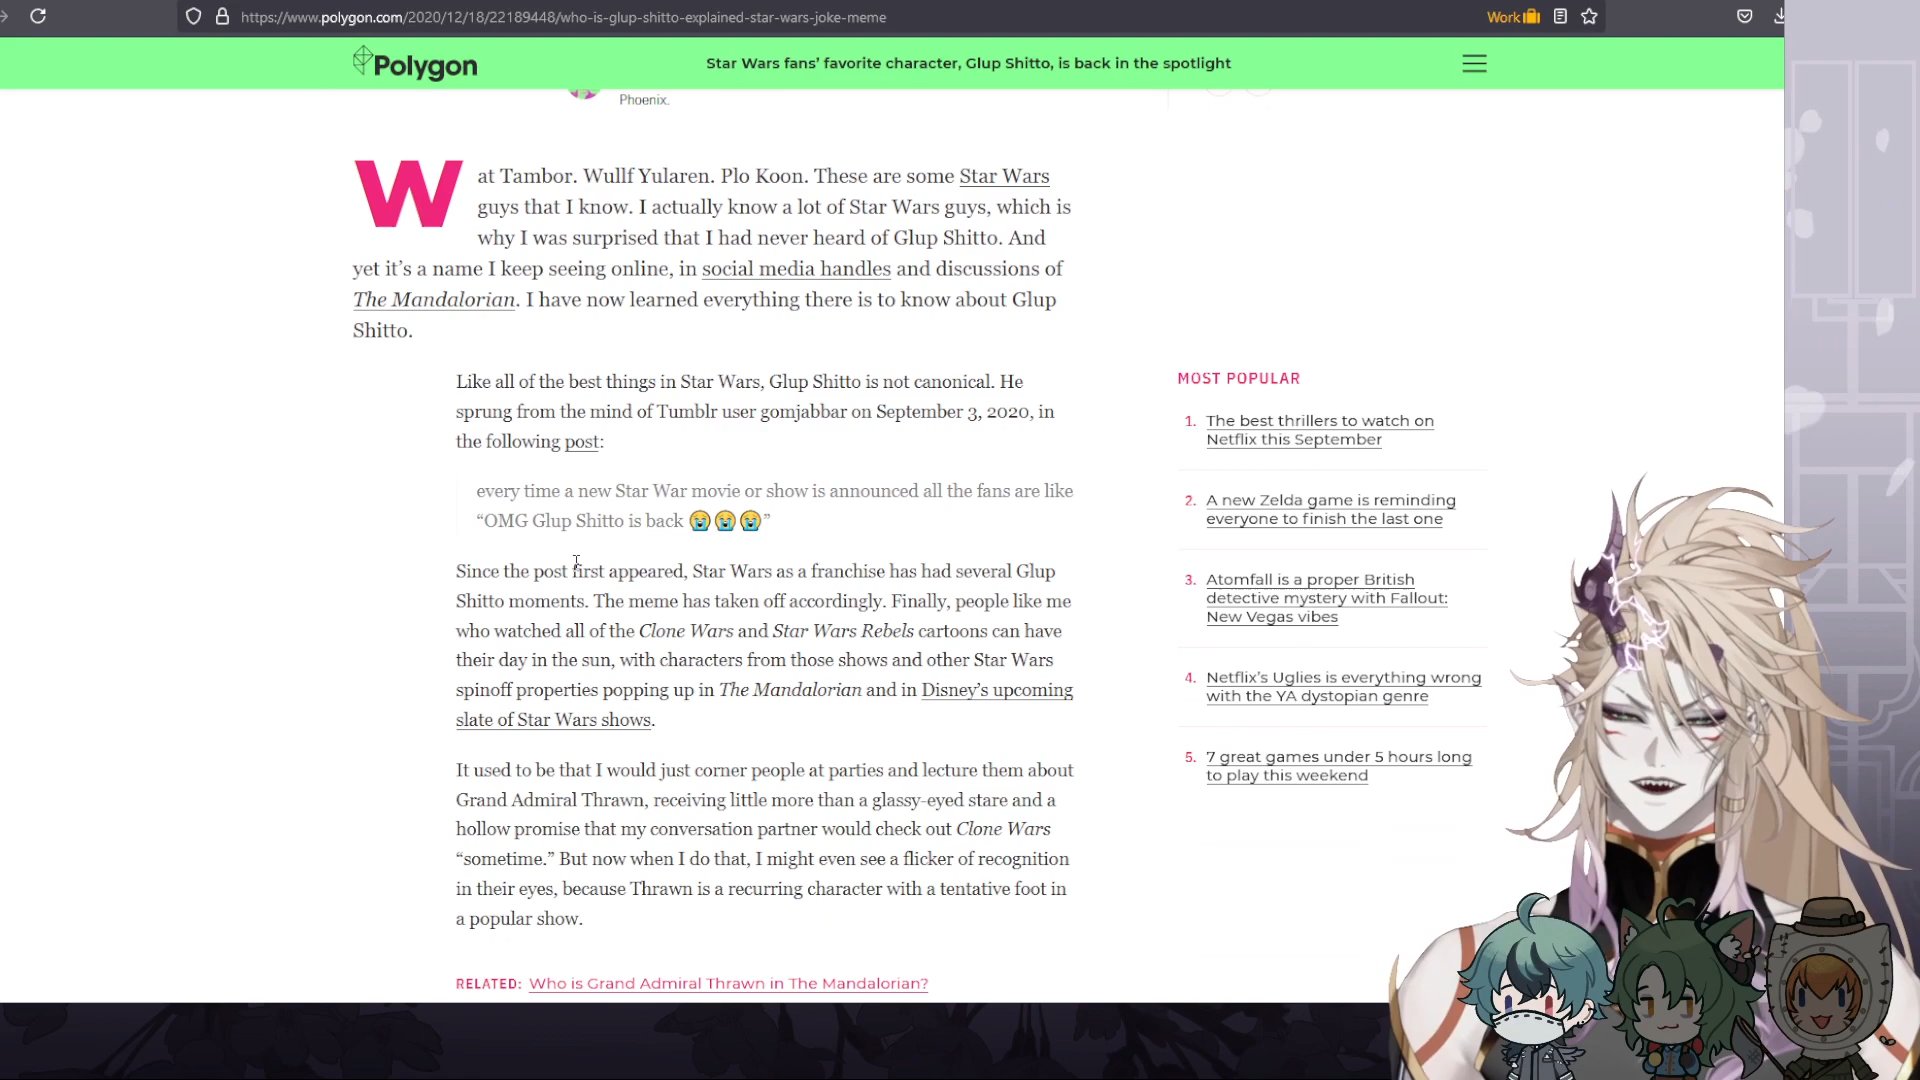 https://www.polygon.com/2020/12/18/22189448/who-is-glup-shitto-explained-star-wars-joke-meme
Work
Polygon
Star Wars fans’ favorite character, Glup Shitto, is back in the spotlight
Phoenix.
Wat Tambor. Wullf Yularen. Plo Koon. These are some Star Wars
guys that I know. I actually know a lot of Star Wars guys, which is
why I was surprised that I had never heard of Glup Shitto. And
yet it’s a name I keep seeing online, in social media handles and discussions of
The Mandalorian. I have now learned everything there is to know about Glup
Shitto.
Like all of the best things in Star Wars, Glup Shitto is not canonical. He
sprung from the mind of Tumblr user gomjabbar on September 3, 2020, in
the following post:
every time a new Star War movie or show is announced all the fans are like
“OMG Glup Shitto is back 😭😭😭”
Since the post first appeared, Star Wars as a franchise has had several Glup
Shitto moments. The meme has taken off accordingly. Finally, people like me
who watched all of the Clone Wars and Star Wars Rebels cartoons can have
their day in the sun, with characters from those shows and other Star Wars
spinoff properties popping up in The Mandalorian and in Disney’s upcoming
slate of Star Wars shows.
It used to be that I would just corner people at parties and lecture them about
Grand Admiral Thrawn, receiving little more than a glassy-eyed stare and a
hollow promise that my conversation partner would check out Clone Wars
“sometime.” But now when I do that, I might even see a flicker of recognition
in their eyes, because Thrawn is a recurring character with a tentative foot in
a popular show.
RELATED: Who is Grand Admiral Thrawn in The Mandalorian?
MOST POPULAR
1. The best thrillers to watch on
Netflix this September
2. A new Zelda game is reminding
everyone to finish the last one
3. Atomfall is a proper British
detective mystery with Fallout:
New Vegas vibes
4. Netflix’s Uglies is everything wrong
with the YA dystopian genre
5. 7 great games under 5 hours long
to play this weekend